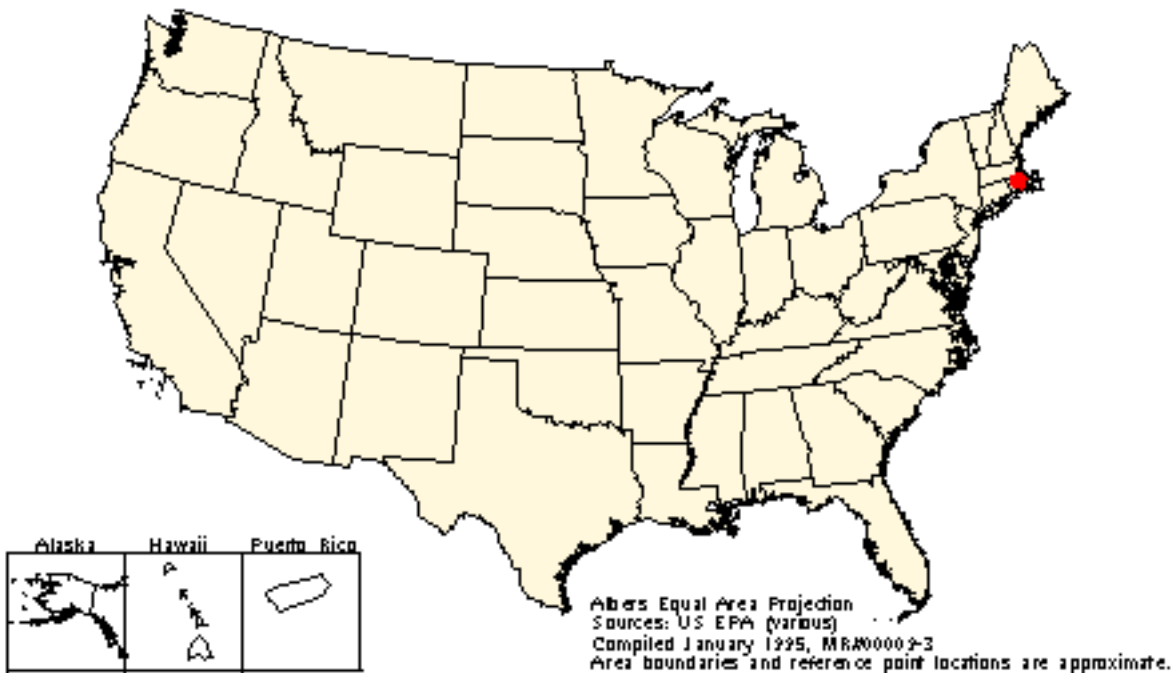 Alaska Hawaii Puerto Rico
Albers Equal Area Projection
Sources: US EPA (various)
Compiled January 1995, MR#00009-3
Area boundaries and reference point locations are approximate.